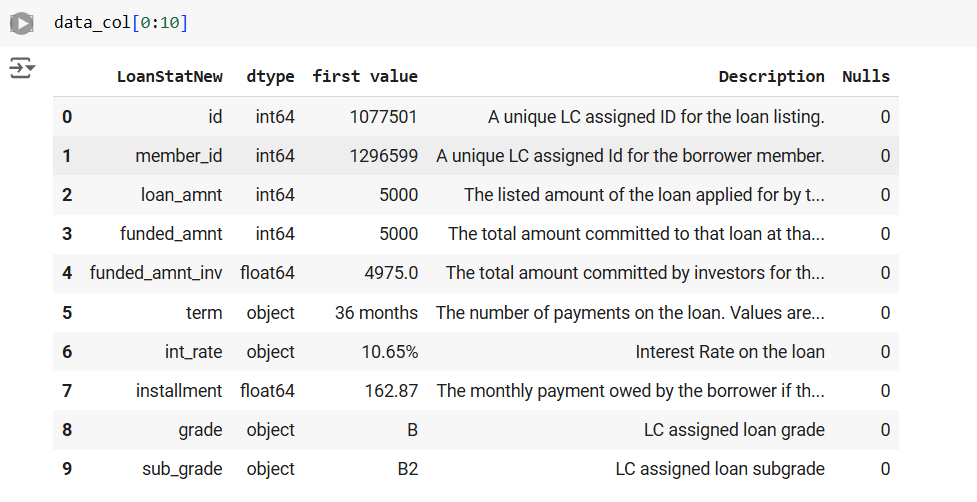 data_col[0:10]
LoanStatNew dtype first value Description Nulls
0 id int64 1077501 A unique LC assigned ID for the loan listing. 0
1 member_id int64 1296599 A unique LC assigned Id for the borrower member. 0
2 loan_amnt int64 5000 The listed amount of the loan applied for by t... 0
3 funded_amnt int64 5000 The total amount committed to that loan at tha... 0
4 funded_amnt_inv float64 4975.0 The total amount committed by investors for th... 0
5 term object 36 months The number of payments on the loan. Values are... 0
6 int_rate object 10.65% Interest Rate on the loan 0
7 installment float64 162.87 The monthly payment owed by the borrower if th... 0
8 grade object B LC assigned loan grade 0
9 sub_grade object B2 LC assigned loan subgrade 0